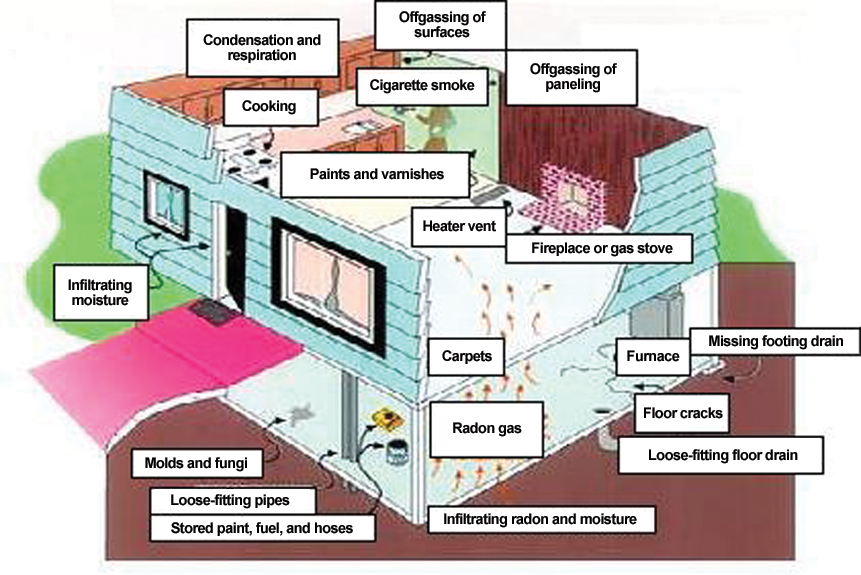 Offgassing of
surfaces
Condensation and
respiration
Offgassing of
paneling
Cigarette smoke
Cooking
Paints and varnishes
Heater vent
Fireplace or gas stove
Infiltrating
moisture
Missing footing drain
Carpets
Furnace
Floor cracks
Radon gas
Loose-fitting floor drain
Molds and fungi
Loose-fitting pipes
Infiltrating radon and moisture
Stored paint, fuel, and hoses